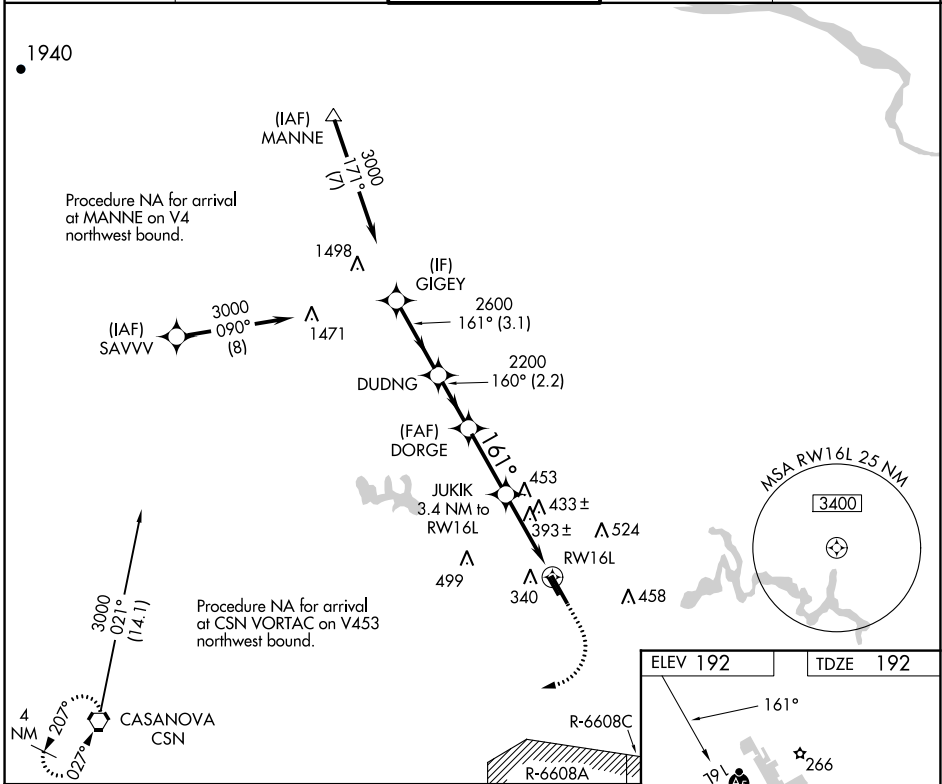 1940
(IAF)
MANNE
3000
171°
(7)
Procedure NA for arrival
at MANNE on V4
northwest bound.
1498
(IF)
GIGEY
2600
161° (3.1)
(IAF)
SAVVV
3000
090°
(8)
1471
2200
160° (2.2)
DUDNG
(FAF)
DORGE
161°
JUKIK
3.4 NM to
RW16L
453
433±
393±
524
499
RW16L
340
458
MSA RW16L 25 NM
3400
3000
021°
(14.1)
Procedure NA for arrival
at CSN VORTAC on V453
northwest bound.
4
NM
207°
027°
CASANOVA
CSN
R-6608C
R-6608A
ELEV 192
TDZE 192
161°
16L
266